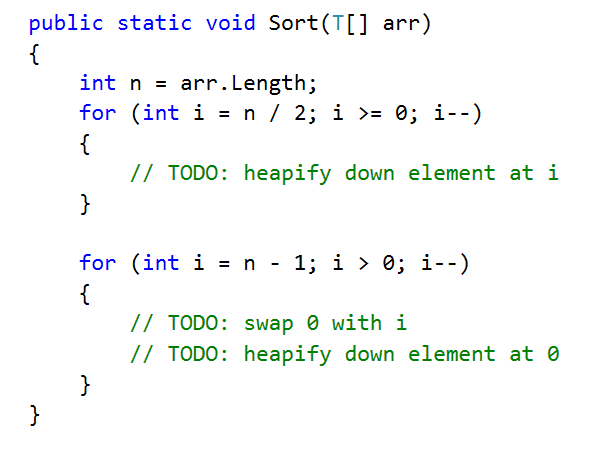 public static void Sort(T[] arr)
{
    int n = arr.Length;
    for (int i = n / 2; i >= 0; i--)
    {
        // TODO: heapify down element at i
    }

    for (int i = n - 1; i > 0; i--)
    {
        // TODO: swap 0 with i
        // TODO: heapify down element at 0
    }
}